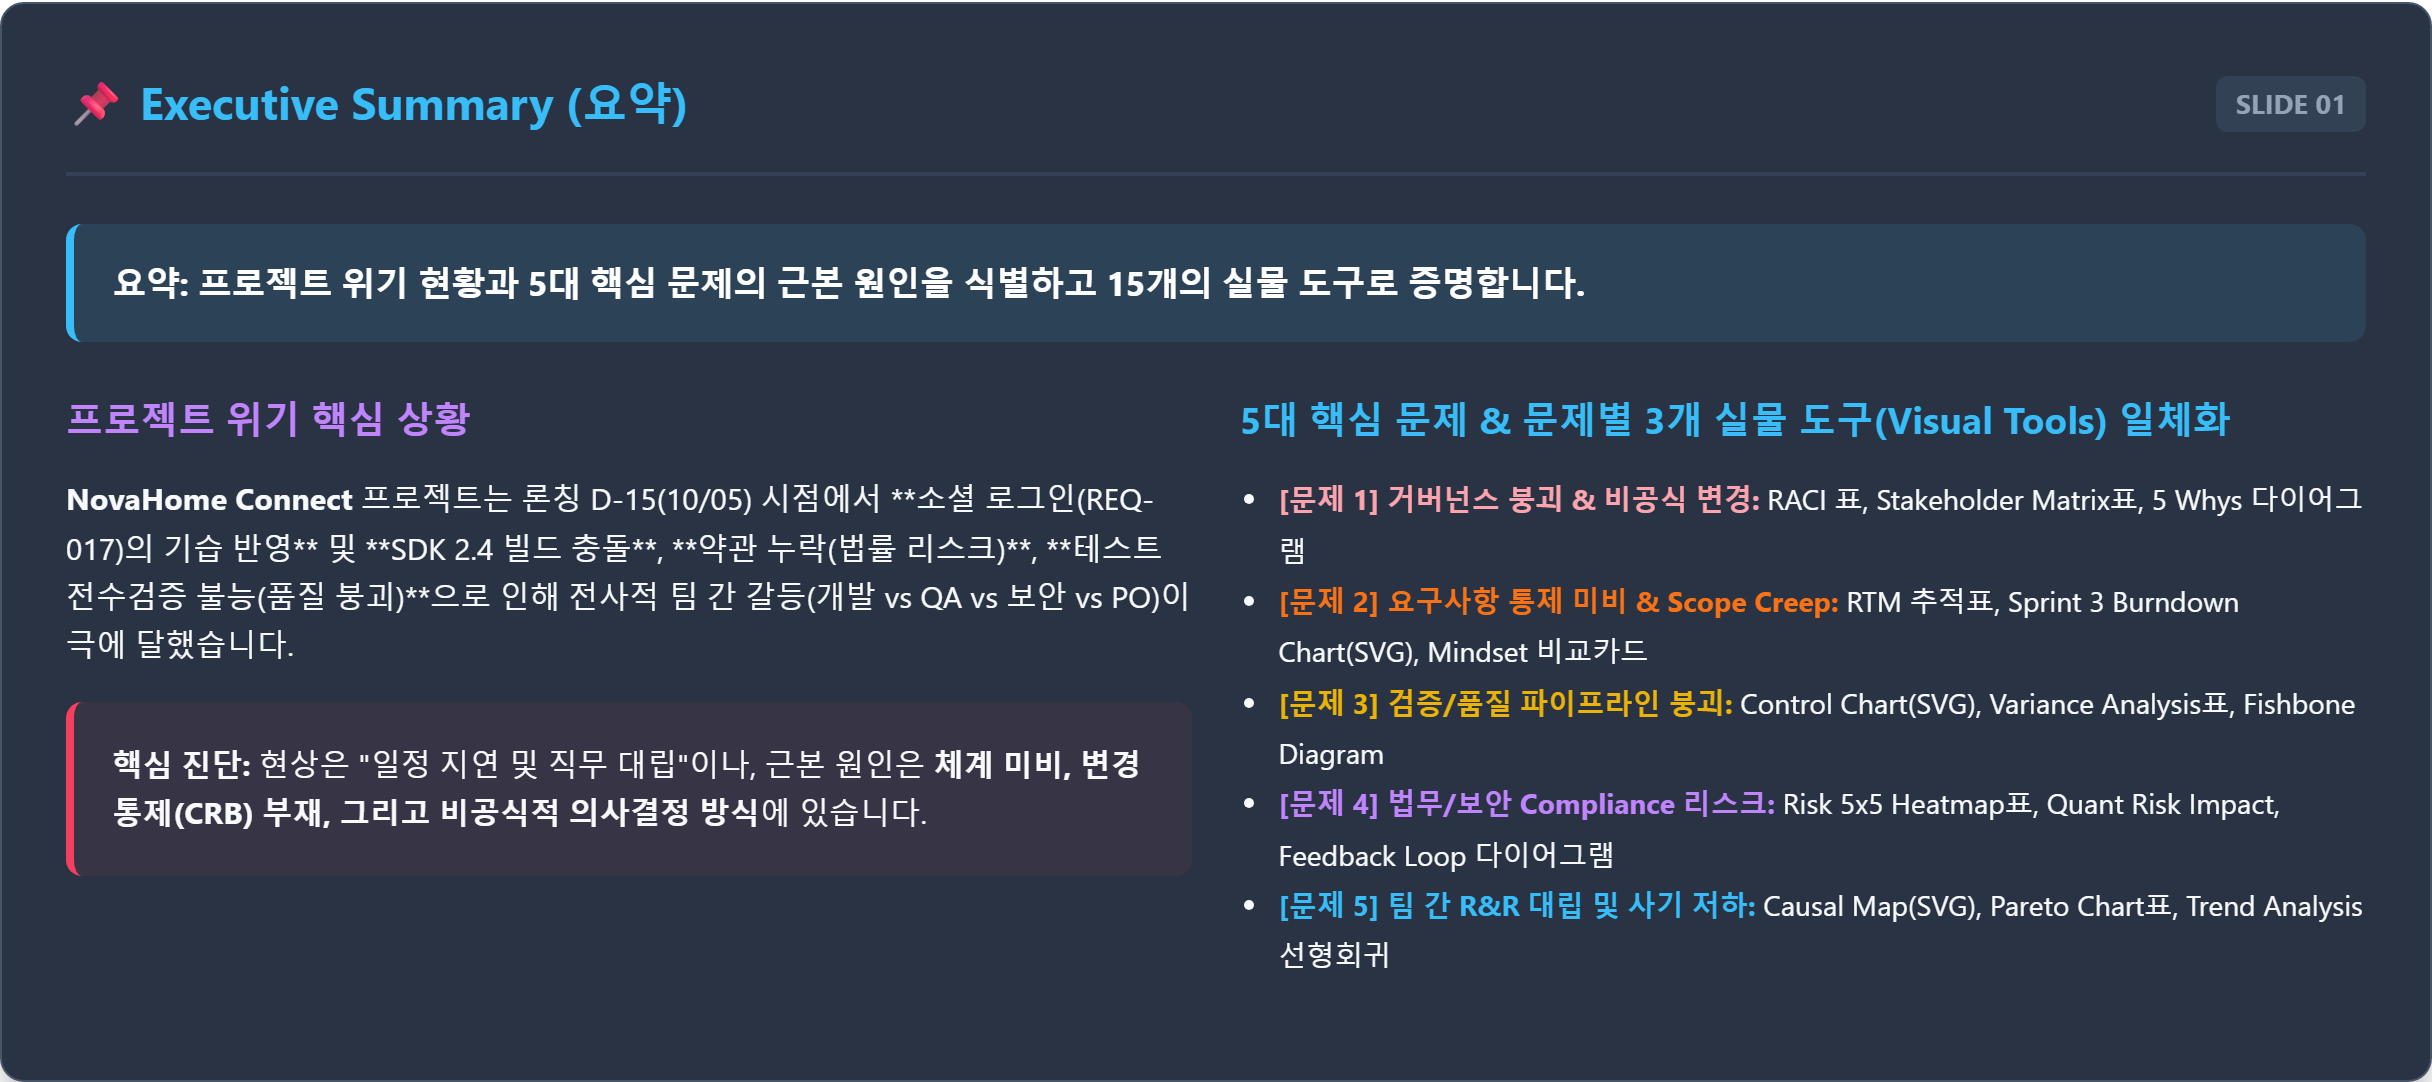 Executive Summary (요약)
SLIDE 01
요약: 프로젝트 위기 현황과 5대 핵심 문제의 근본 원인을 식별하고 15개의 실물 도구로 증명합니다.
프로젝트 위기 핵심 상황
NovaHome Connect 프로젝트는 론칭 D-15(10/05) 시점에서 **소셜 로그인(REQ-
017)의 기습 반영** 및 **SDK 2.4 빌드 충돌**, **약관 누락(법률 리스크)**, **테스트
전수검증 불능(품질 붕괴)**으로 인해 전사적 팀 간 갈등(개발 vs QA vs 보안 vs PO)이
극에 달했습니다.
핵심 진단: 현상은 "일정 지연 및 직무 대립"이나, 근본 원인은 체계 미비, 변경
통제(CRB) 부재, 그리고 비공식적 의사결정 방식에 있습니다.
5대 핵심 문제 & 문제별 3개 실물 도구(Visual Tools) 일체화
• [문제 1] 거버넌스 붕괴 & 비공식 변경: RACI 표, Stakeholder Matrix표, 5 Whys 다이어그
램
• [문제 2] 요구사항 통제 미비 & Scope Creep: RTM 추적표, Sprint 3 Burndown
Chart(SVG), Mindset 비교카드
• [문제 3] 검증/품질 파이프라인 붕괴: Control Chart(SVG), Variance Analysis표, Fishbone
Diagram
• [문제 4] 법무/보안 Compliance 리스크: Risk 5x5 Heatmap표, Quant Risk Impact,
Feedback Loop 다이어그램
• [문제 5] 팀 간 R&R 대립 및 사기 저하: Causal Map(SVG), Pareto Chart표, Trend Analysis
선형회귀